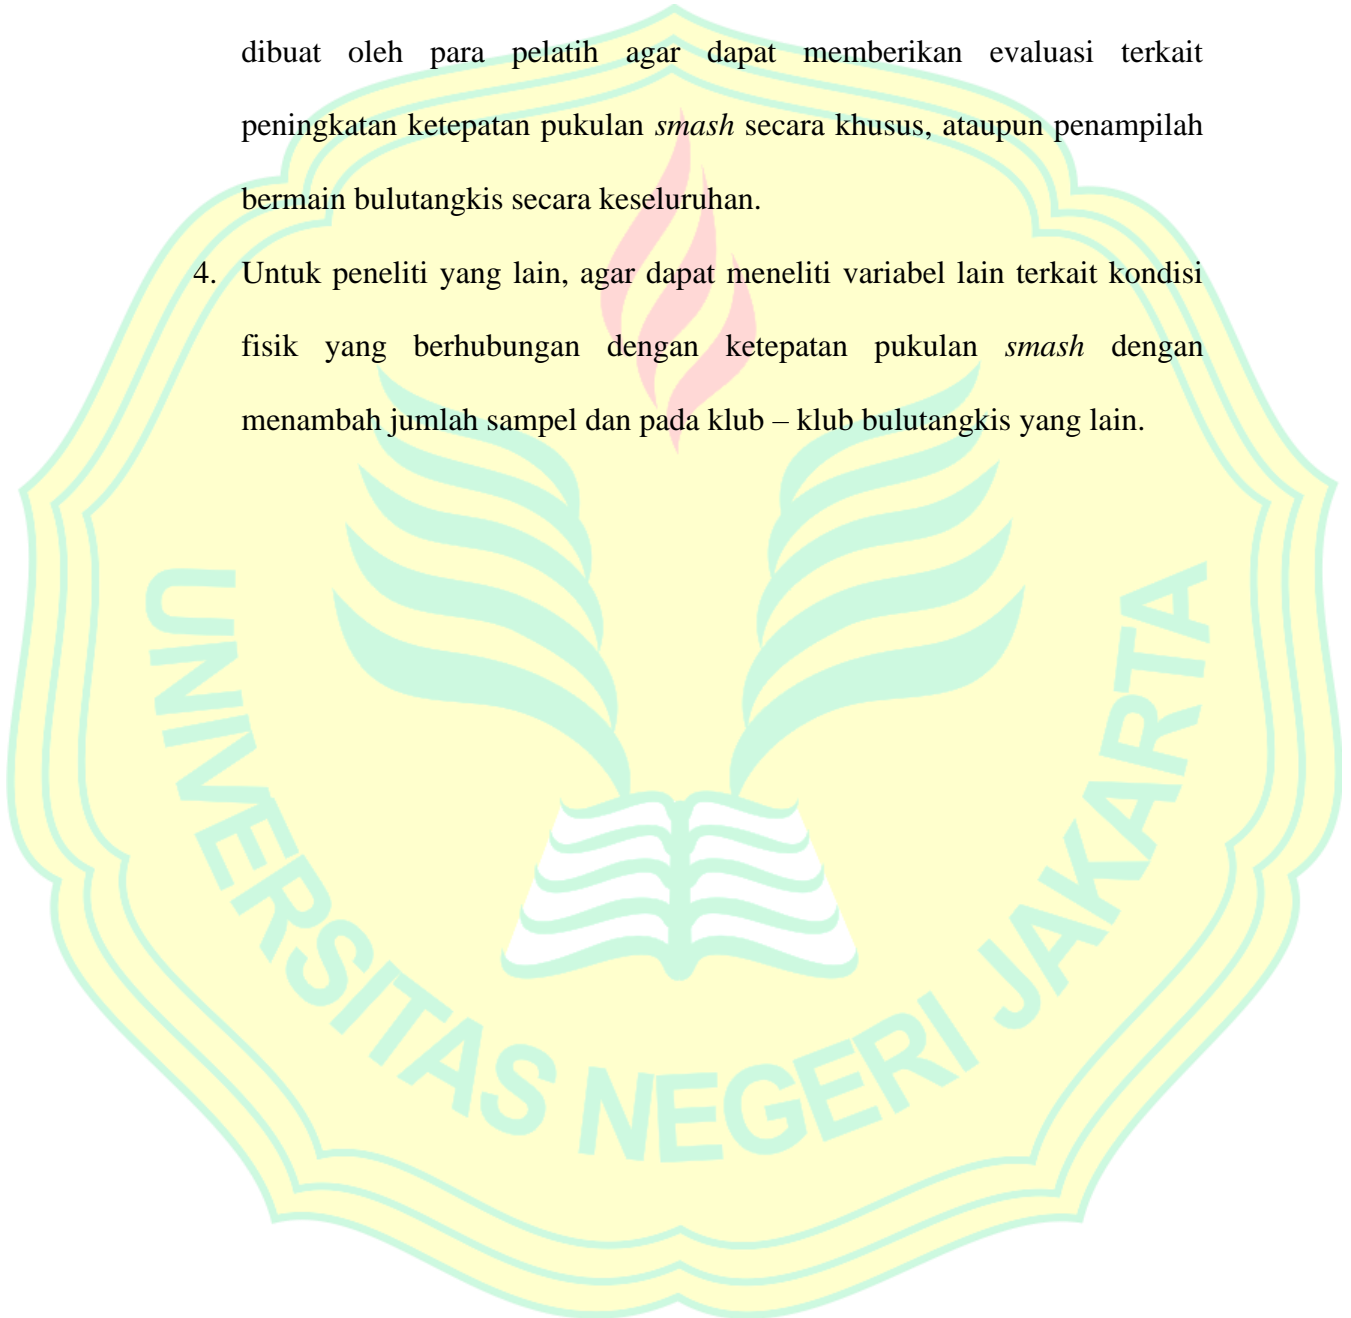 dibuat oleh para pelatih agar dapat memberikan evaluasi terkait
peningkatan ketepatan pukulan smash secara khusus, ataupun penampilah
bermain bulutangkis secara keseluruhan.
4. Untuk peneliti yang lain, agar dapat meneliti variabel lain terkait kondisi
fisik yang berhubungan dengan ketepatan pukulan smash dengan
menambah jumlah sampel dan pada klub – klub bulutangkis yang lain.
UNIVERSITAS NEGERI JAKARTA